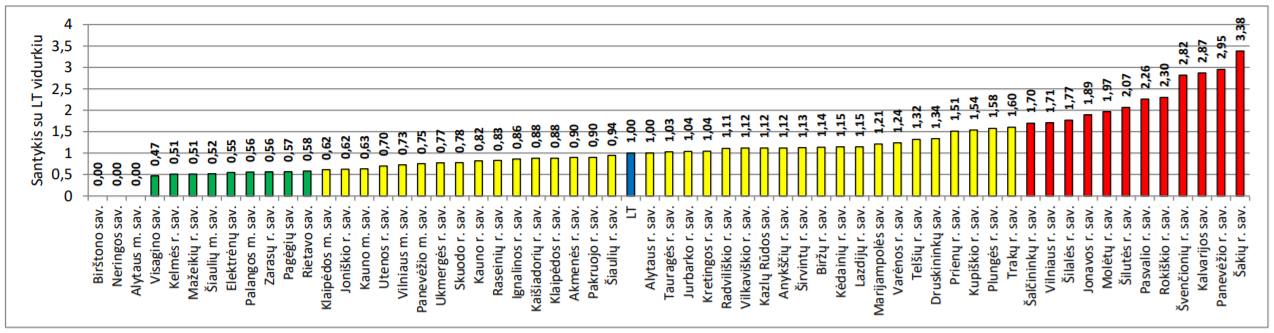 Santykis su LT vidurkiu
4
3,5
3
2,5
2
1,5
1
0,5
0
0,00
0,00
0,00
0,47
0,51
0,51
0,52
0,55
0,56
0,56
0,57
0,58
0,62
0,62
0,63
0,70
0,73
0,75
0,77
0,78
0,82
0,83
0,86
0,88
0,88
0,90
0,90
0,94
1,00
1,00
1,03
1,04
1,04
1,11
1,12
1,12
1,12
1,13
1,14
1,15
1,15
1,21
1,24
1,32
1,34
1,51
1,54
1,58
1,60
1,70
1,71
1,77
1,89
1,97
2,07
2,26
2,30
2,82
2,87
2,95
3,38
Birštono sav.
Neringos sav.
Alytaus m. sav.
Visagino sav.
Kelmės r. sav.
Mažeikių r. sav.
Šiaulių m. sav.
Elektrėnų sav.
Palangos m. sav.
Zarasų r. sav.
Pagėgių sav.
Rietavo sav.
Klaipėdos m. sav.
Joniškio r. sav.
Kauno m. sav.
Utenos r. sav.
Vilniaus m. sav.
Panevėžio m. sav.
Ukmergės r. sav.
Skuodo r. sav.
Kauno r. sav.
Raseinių r. sav.
Ignalinos r. sav.
Kaišiadorių r. sav.
Klaipėdos r. sav.
Akmenės r. sav.
Pakruojo r. sav.
Šiaulių r. sav.
LT
Alytaus r. sav.
Tauragės r. sav.
Jurbarko r. sav.
Kretingos r. sav.
Radviliškio r. sav.
Vilkaviškio r. sav.
Kazlų Rūdos sav.
Anykščių r. sav.
Širvintų r. sav.
Biržų r. sav.
Kėdainių r. sav.
Lazdijų r. sav.
Marijampolės sav.
Varėnos r. sav.
Telšių r. sav.
Druskininkų sav.
Prienų r. sav.
Kupiškio r. sav.
Plungės r. sav.
Trakų r. sav.
Šalčininkų r. sav.
Vilniaus r. sav.
Šilalės r. sav.
Jonavos r. sav.
Molėtų r. sav.
Šilutės r. sav.
Pasvalio r. sav.
Rokiškio r. sav.
Švenčionių r. sav.
Kalvarijos sav.
Panevėžio r. sav.
Šakių r. sav.